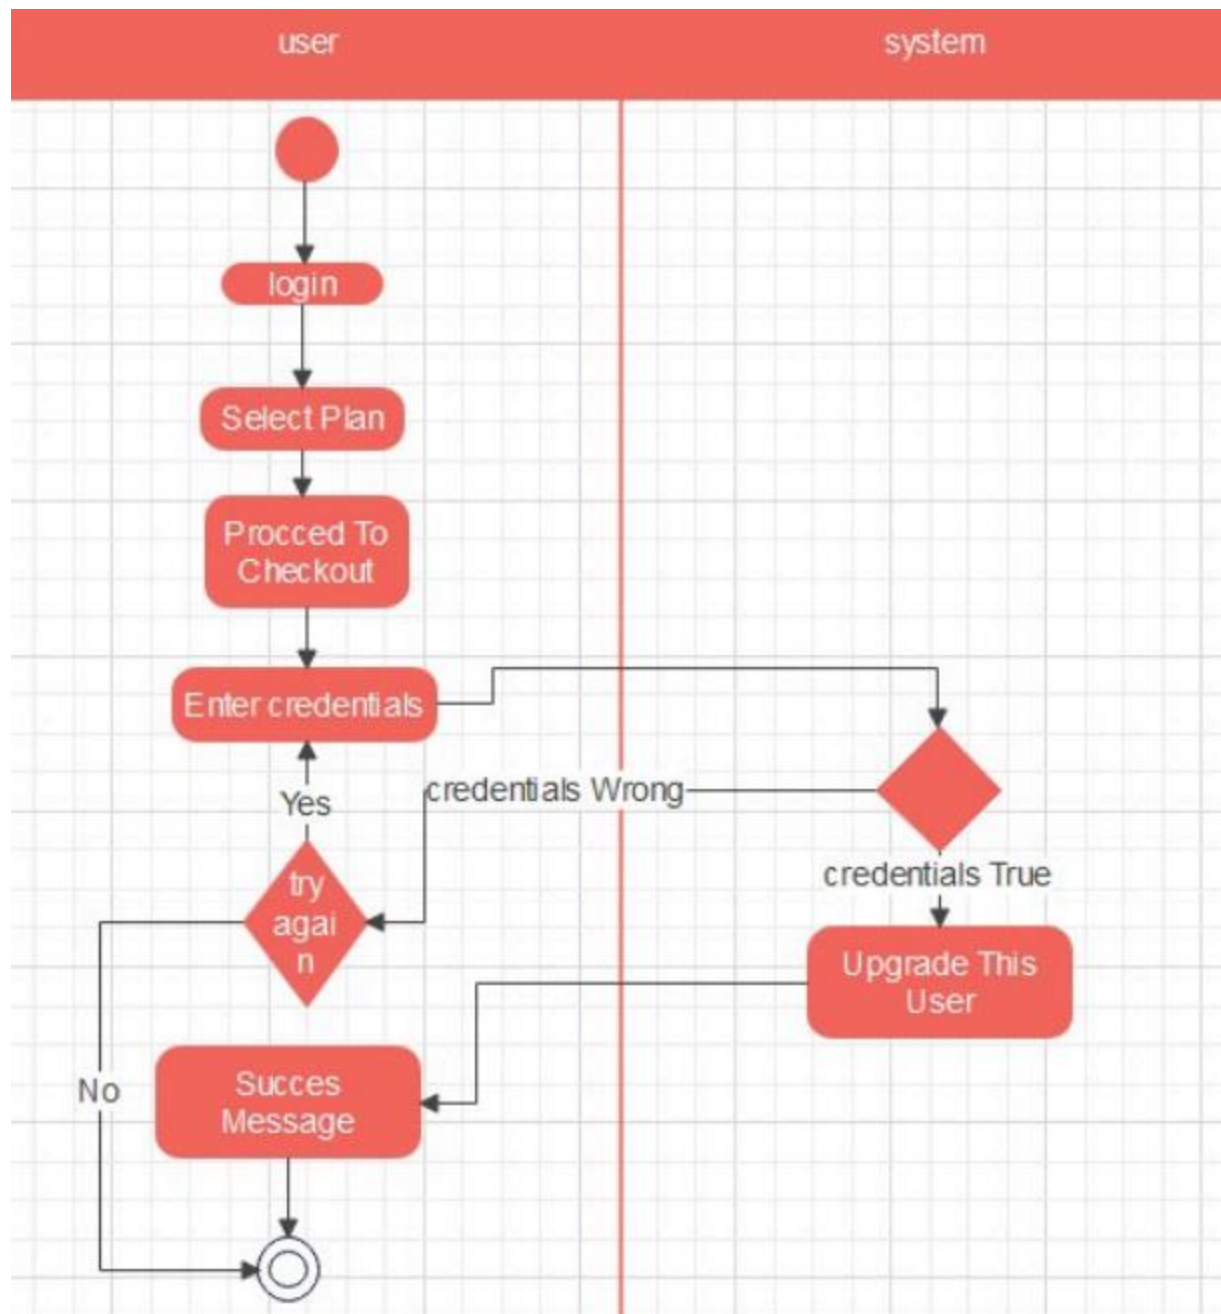 user
system
login
Select Plan
Procced To
Checkout
Enter credentials
Yes
credentials Wrong
credentials True
try
agai
n
Upgrade This
User
No
Succes
Message